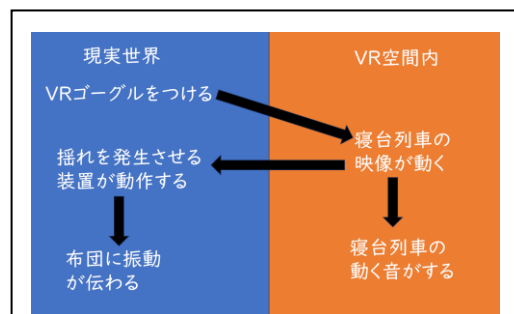 現実世界
VR空間内
VRゴーグルをつける
寝台列車の
映像が動く
揺れを発生させる
装置が動作する
寝台列車の
動く音がする
布団に振動
が伝わる